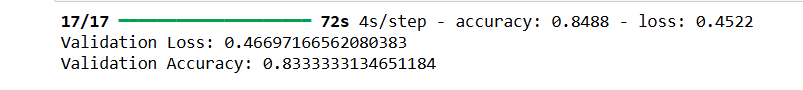 17/17 ━━━━━━━━━━━━━━━━━━━━ 72s 4s/step - accuracy: 0.8488 - loss: 0.4522
Validation Loss: 0.46697166562080383
Validation Accuracy: 0.8333333134651184